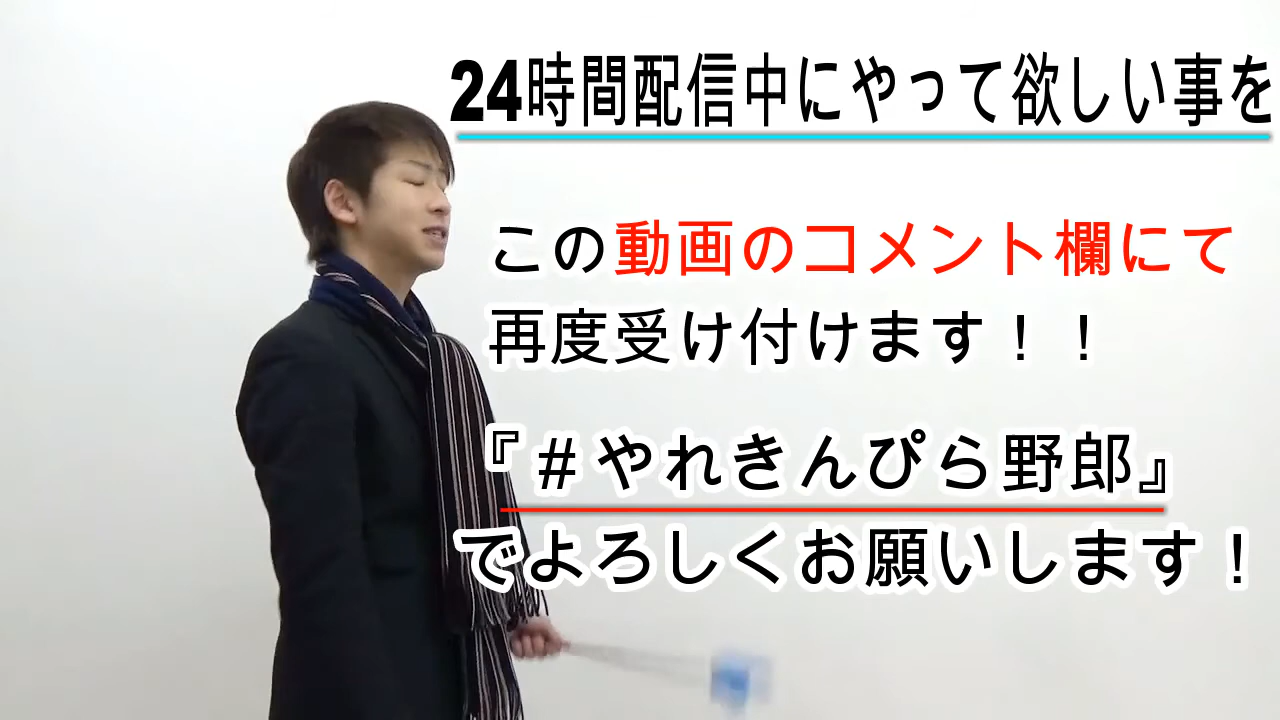 24時間配信中にやって欲しい事を
この動画のコメント欄にて
再度受け付けます！！
『＃やれきんぴら野郎』
でよろしくお願いします！